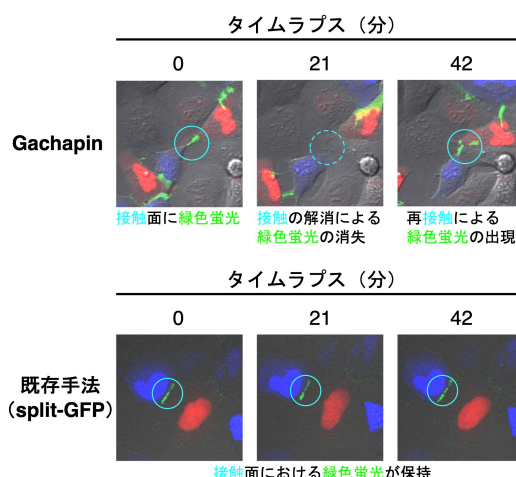 タイムラプス（分）
0 21 42
Gachapin
接触面に緑色蛍光
接触の解消による
緑色蛍光の消失
再接触による
緑色蛍光の出現
タイムラプス（分）
0 21 42
既存手法
（split-GFP）
接触面における緑色蛍光が保持